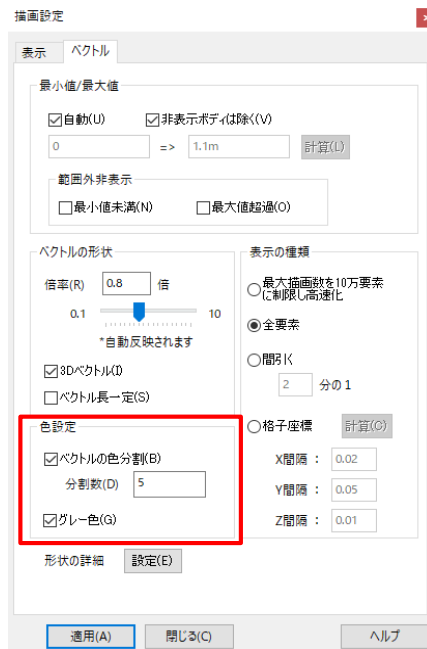 描画設定
表示 ベクトル
最小値/最大値
自動(U) 非表示ボディは除く(V)
0 => 1.1m 計算(L)
範囲外非表示
最小値未満(N) 最大値超過(O)
ベクトルの形状
倍率(R) 0.8 倍
0.1 10
*自動反映されます
3Dベクトル(I)
ベクトル長一定(S)
色設定
ベクトルの色分割(B)
分割数(D) 5
グレー色(G)
形状の詳細 設定(E)
表示の種類
最大描画数を10万要素
に制限し高速化
全要素
間引く
2 分の1
格子座標 計算(C)
X間隔： 0.02
Y間隔： 0.05
Z間隔： 0.01
適用(A) 閉じる(C) ヘルプ